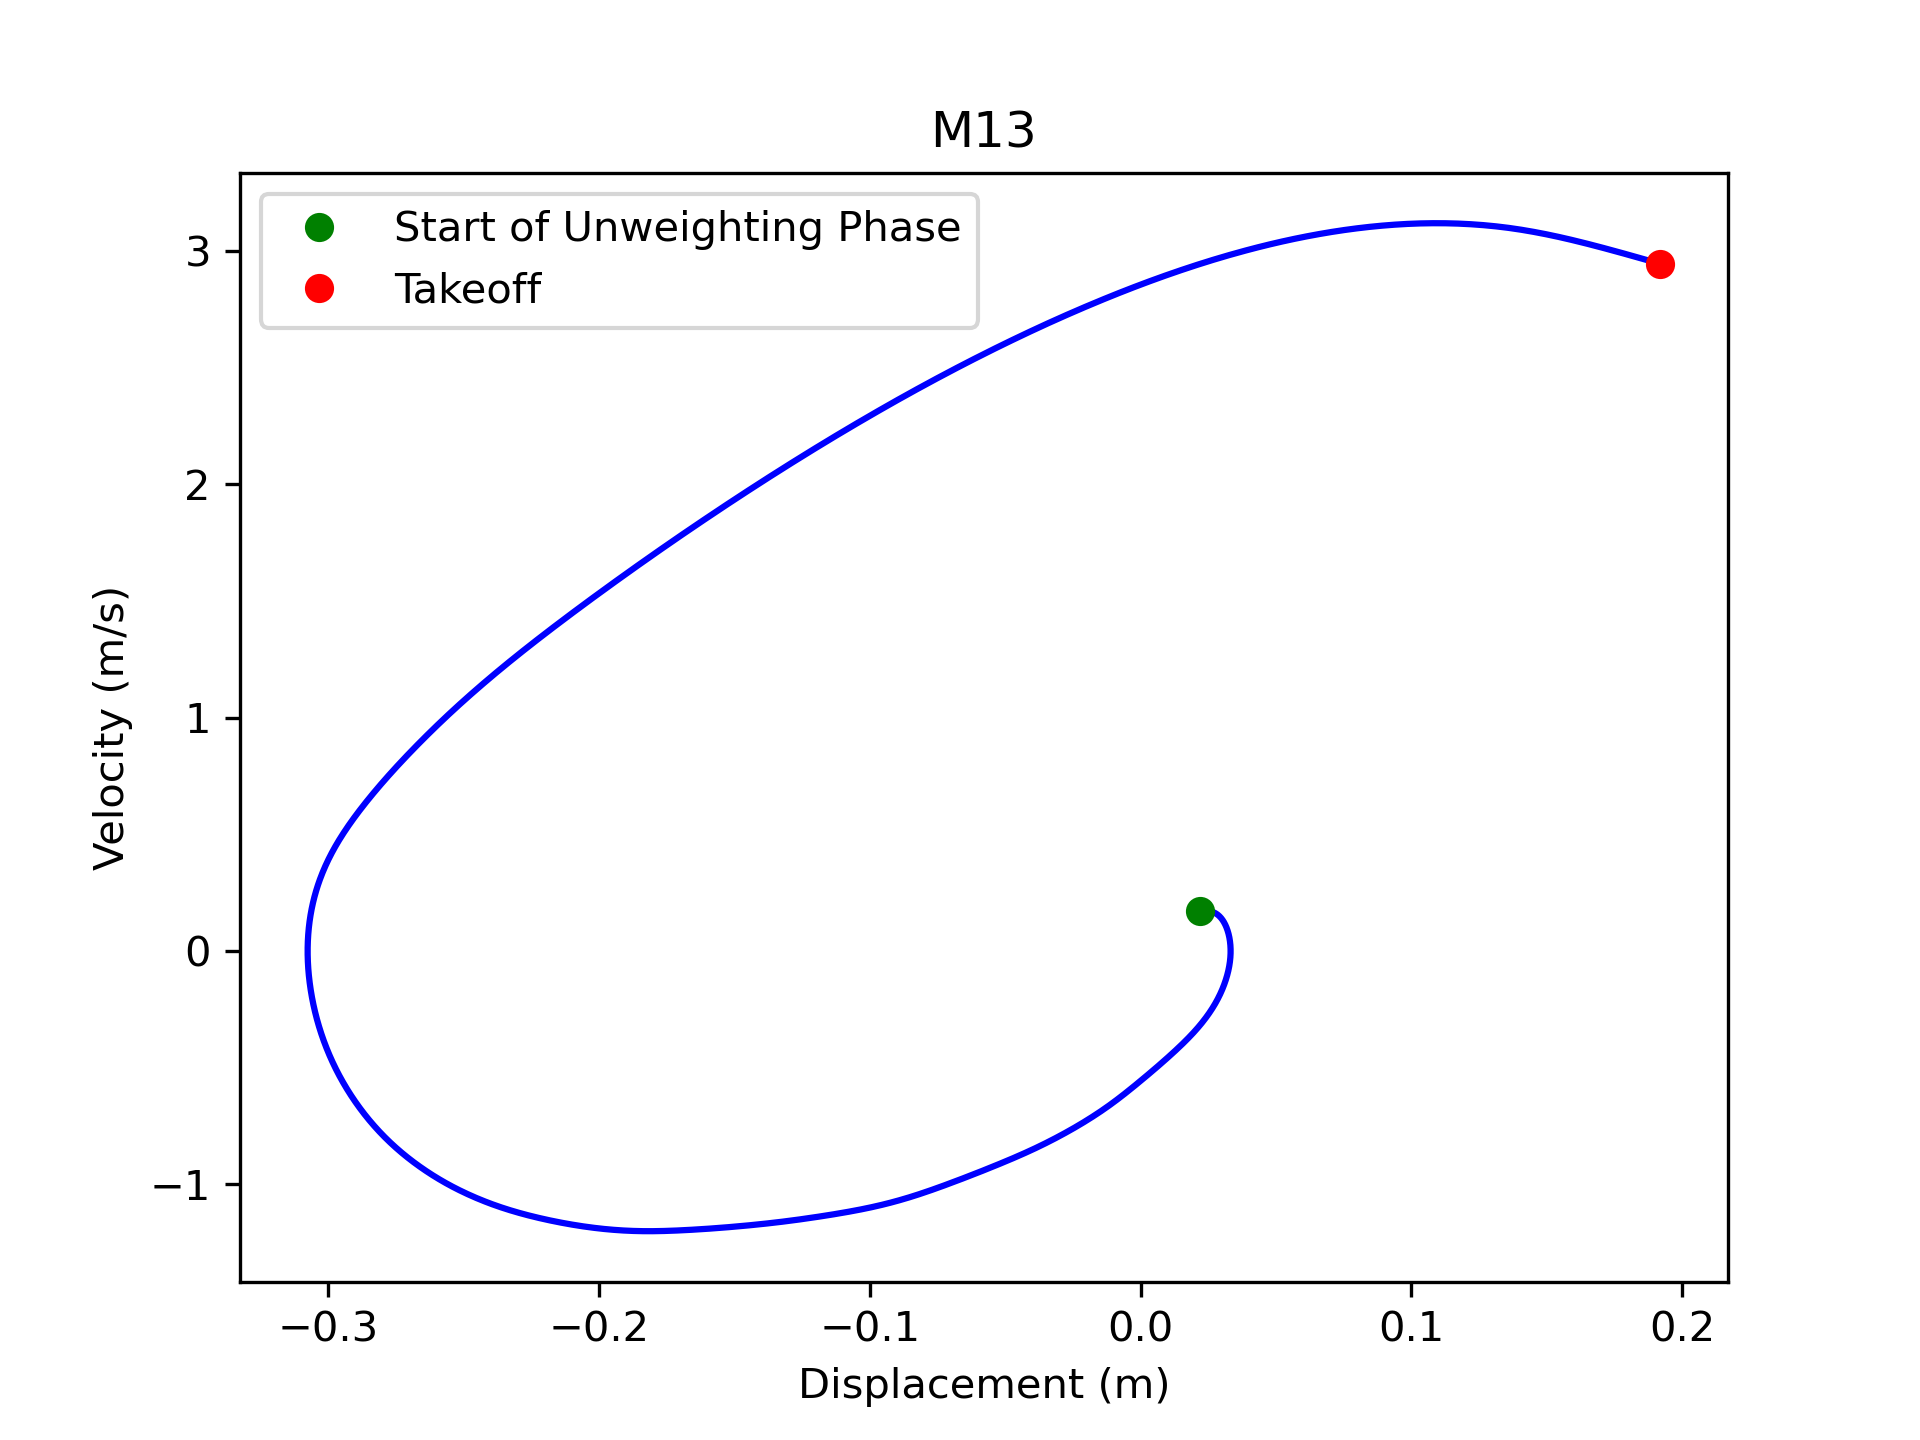 M13
Start of Unweighting Phase
Takeoff
3
2
1
0
−1
Velocity (m/s)
−0.3 −0.2 −0.1 0.0 0.1 0.2
Displacement (m)